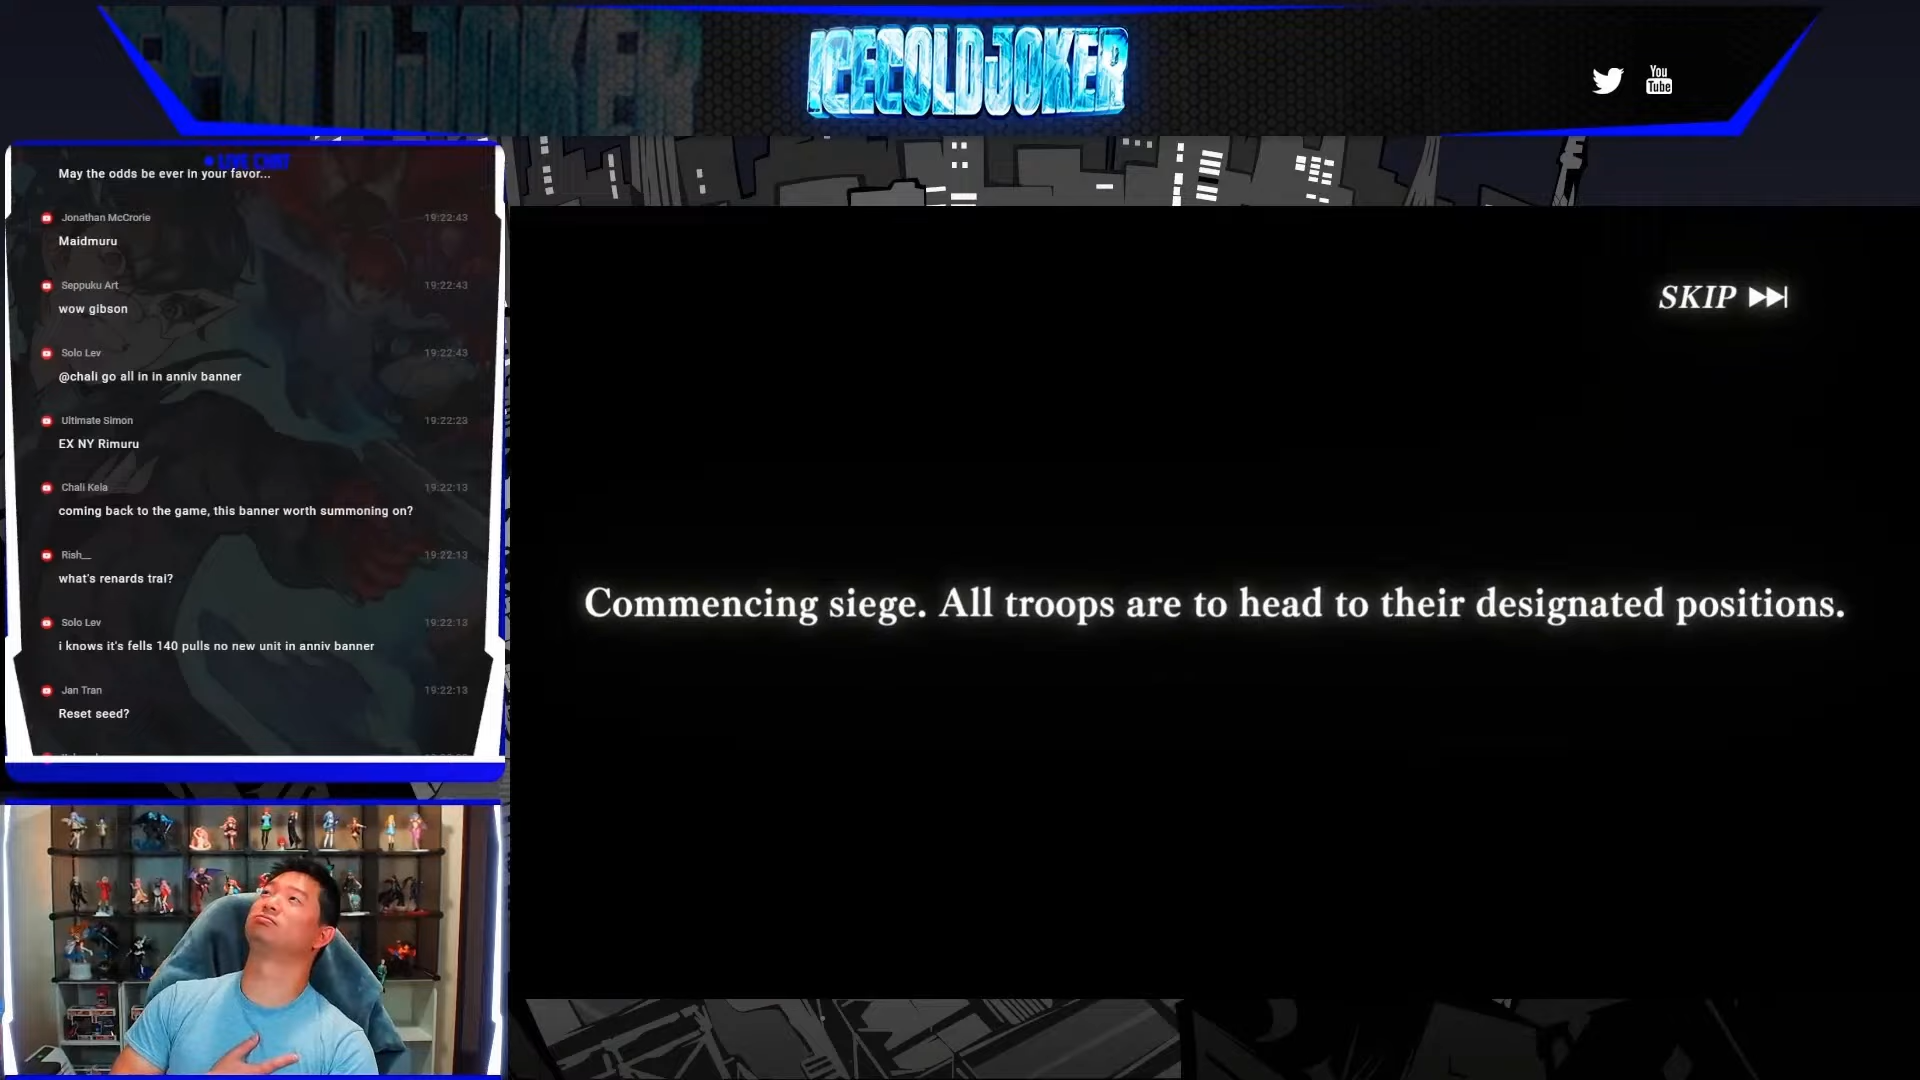 ICECOLDJOKER
You
Tube
LIVE CHAT
May the odds be ever in your favor...
Jonathan McCrorie 19:22:43
Maidmuru
Seppuku Art 19:22:43
wow gibson
Solo Lev 19:22:43
@chali go all in in anniv banner
Ultimate Simon 19:22:23
EX NY Rimuru
Chali Kela 19:22:13
coming back to the game, this banner worth summoning on?
Rish__ 19:22:13
what's renards trai?
Solo Lev 19:22:13
i knows it's fells 140 pulls no new unit in anniv banner
Jan Tran 19:22:13
Reset seed?
SKIP
Commencing siege. All troops are to head to their designated positions.